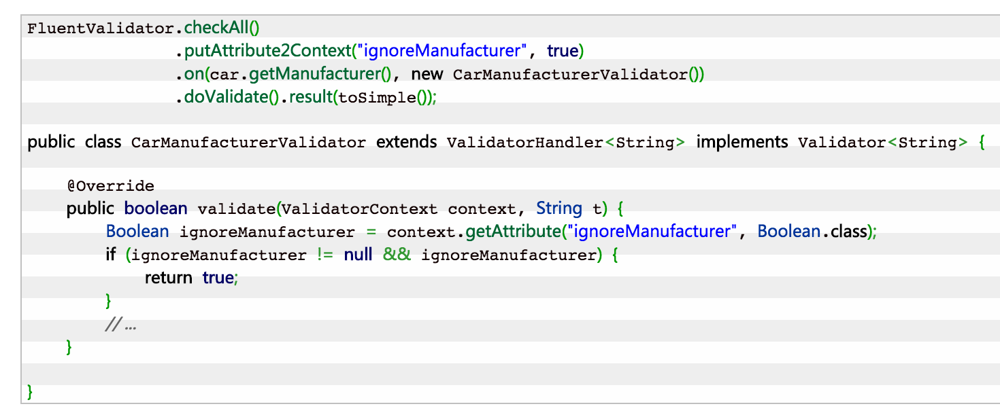 FluentValidator.checkAll()
.putAttribute2Context("ignoreManufacturer", true)
.on(car.getManufacturer(), new CarManufacturerValidator())
.doValidate().result(toSimple());
public class CarManufacturerValidator extends ValidatorHandler<String> implements Validator<String> {
@Override
public boolean validate(ValidatorContext context, String t) {
Boolean ignoreManufacturer = context.getAttribute("ignoreManufacturer", Boolean.class);
if (ignoreManufacturer != null && ignoreManufacturer) {
return true;
}
// ...
}
}